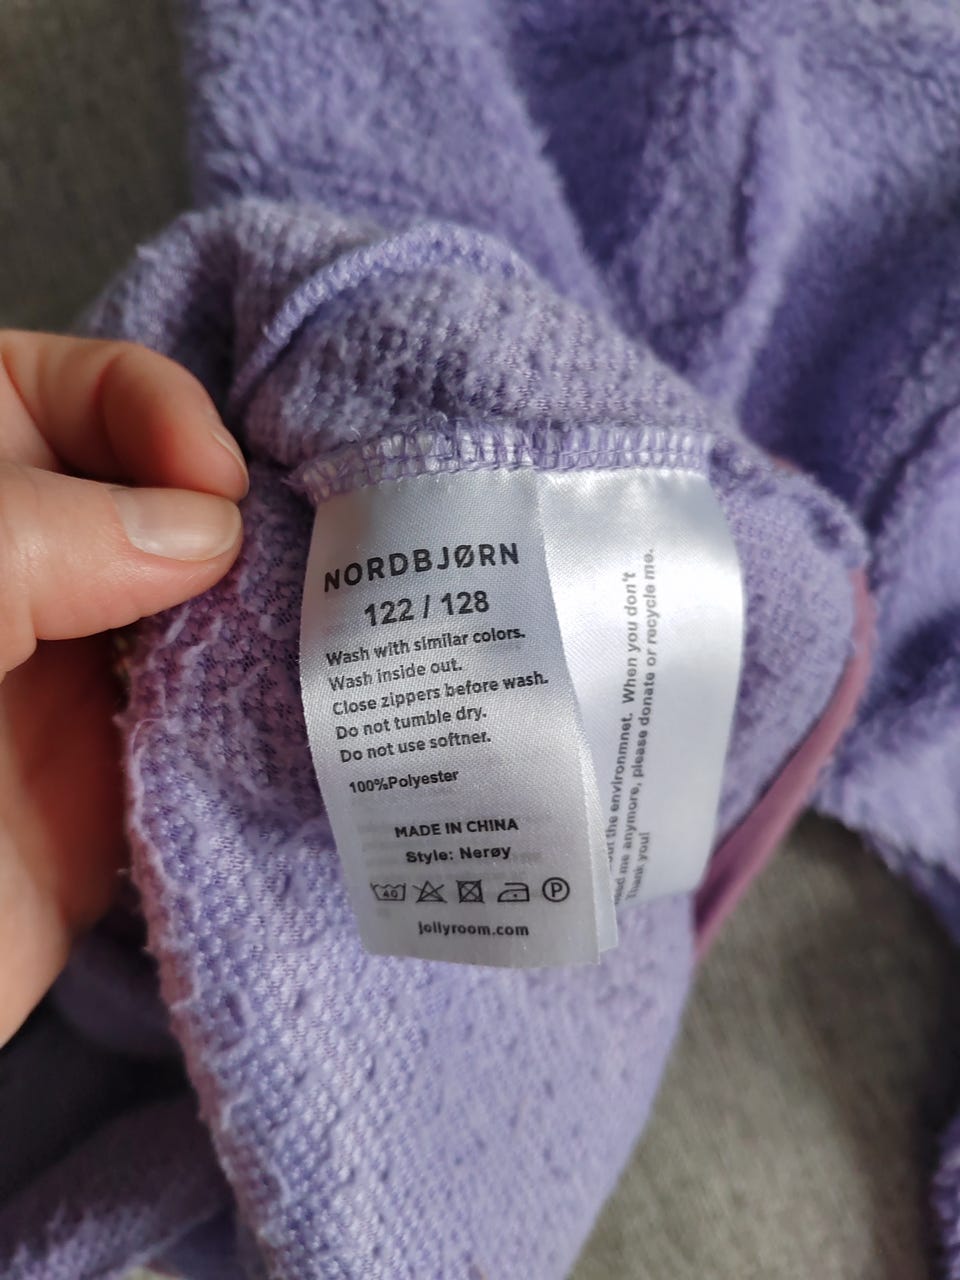 NORDBJØRN
122 / 128
Wash with similar colors.
Wash inside out.
Close zippers before wash.
Do not tumble dry.
Do not use softner.
100%Polyester
MADE IN CHINA
Style: Nerøy
40
P
jollyroom.com
the environmnet. When you don't
me anymore, please donate or recycle me.
Thank you!